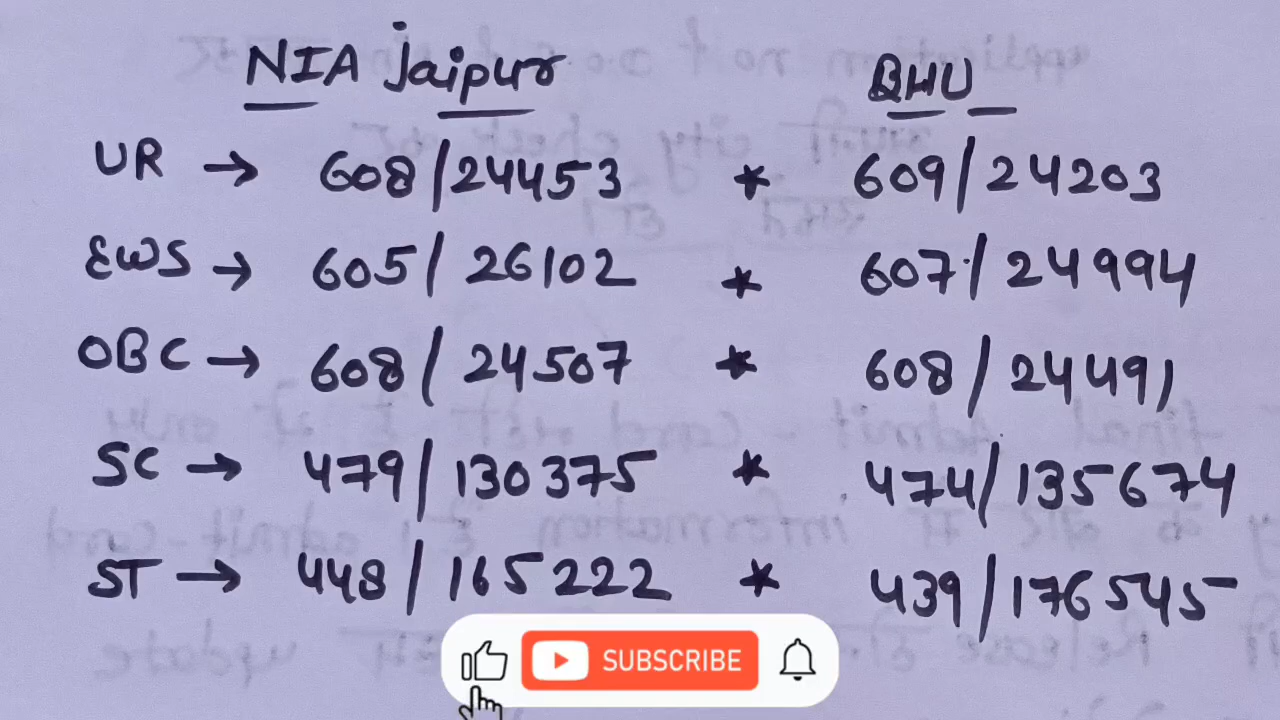 NIA Jaipur BHU
UR → 608/24453 * 609/24203
EWS → 605/26102 * 607/24994
OBC → 608/24507 * 608/24491
SC → 479/130375 * 474/135674
ST → 448/165222 * 439/176545
SUBSCRIBE